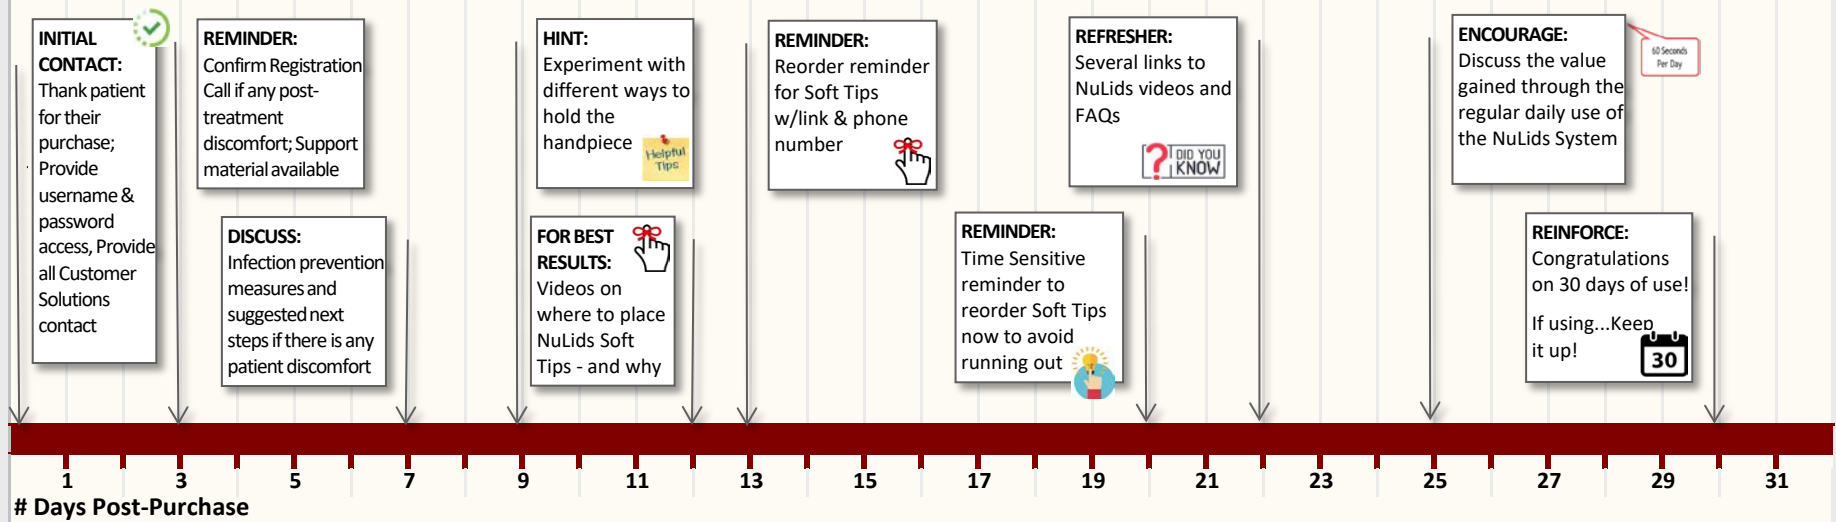 INITIAL
CONTACT:
Thank patient
for their
purchase;
Provide
username &
password
access, Provide
all Customer
Solutions
contact
REMINDER:
Confirm Registration
Call if any post-
treatment
discomfort; Support
material available
DISCUSS:
Infection prevention
measures and
suggested next
steps if there is any
patient discomfort
HINT:
Experiment with
different ways to
hold the
handpiece
Helpful
Tips
FOR BEST
RESULTS:
Videos on
where to place
NuLids Soft
Tips - and why
REMINDER:
Reorder reminder
for Soft Tips
w/link & phone
number
REMINDER:
Time Sensitive
reminder to
reorder Soft Tips
now to avoid
running out
REFRESHER:
Several links to
NuLids videos and
FAQs
? DID YOU
KNOW
ENCOURAGE:
Discuss the value
gained through the
regular daily use of
the NuLids System
60 Seconds
Per Day
REINFORCE:
Congratulations
on 30 days of use!
If using...Keep
it up!
30
1 3 5 7 9 11 13 15 17 19 21 23 25 27 29 31
# Days Post-Purchase